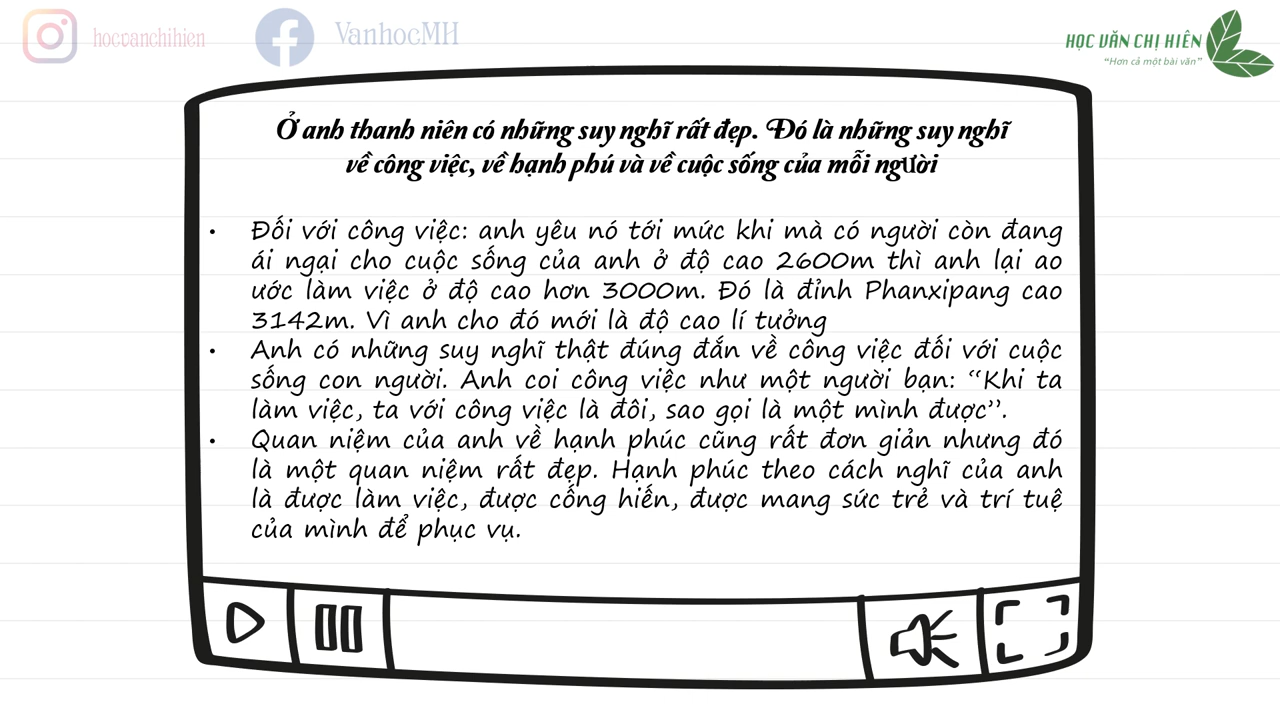 hocvanchihien
VanhocMH
HỌC VĂN CHỊ HIÊN
“Hơn cả một bài văn”
Ở anh thanh niên có những suy nghĩ rất đẹp. Đó là những suy nghĩ
về công việc, về hạnh phú và về cuộc sống của mỗi người
• Đối với công việc: anh yêu nó tới mức khi mà có người còn đang
ái ngại cho cuộc sống của anh ở độ cao 2600m thì anh lại ao
ước làm việc ở độ cao hơn 3000m. Đó là đỉnh Phanxipang cao
3142m. Vì anh cho đó mới là độ cao lí tưởng
• Anh có những suy nghĩ thật đúng đắn về công việc đối với cuộc
sống con người. Anh coi công việc như một người bạn: “Khi ta
làm việc, ta với công việc là đôi, sao gọi là một mình được”.
• Quan niệm của anh về hạnh phúc cũng rất đơn giản nhưng đó
là một quan niệm rất đẹp. Hạnh phúc theo cách nghĩ của anh
là được làm việc, được cống hiến, được mang sức trẻ và trí tuệ
của mình để phục vụ.